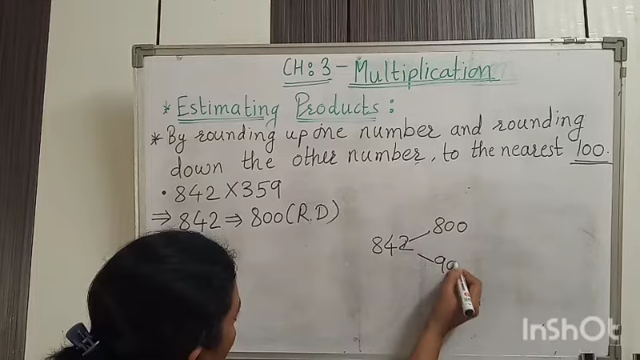 CH: 3 - Multiplication
* Estimating Products :
* By rounding up one number and rounding
down the other number, to the nearest 100.
• 842 X 359
⇒ 842 ⇒ 800 (R.D)
800
842
90
InShOt